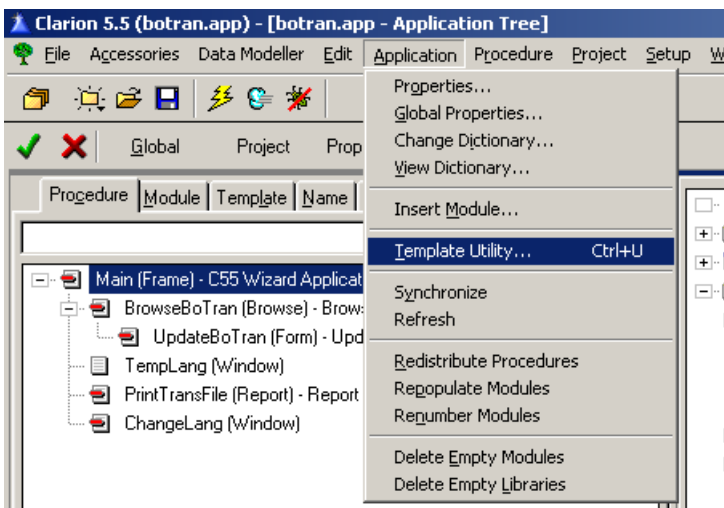 Clarion 5.5 (botran.app) - [botran.app - Application Tree]
File Accessories Data Modeller Edit Application Procedure Project Setup W
Properties...
Global Properties...
Change Dictionary...
View Dictionary...
Insert Module...
Template Utility... Ctrl+U
Synchronize
Refresh
Redistribute Procedures
Repopulate Modules
Renumber Modules
Delete Empty Modules
Delete Empty Libraries
Global Project Prop
Procedure Module Template Name
Main (Frame) - C55 Wizard Applicat
BrowseBoTran (Browse) - Brow
UpdateBoTran (Form) - Upd
TempLang (Window)
PrintTransFile (Report) - Report
ChangeLang (Window)